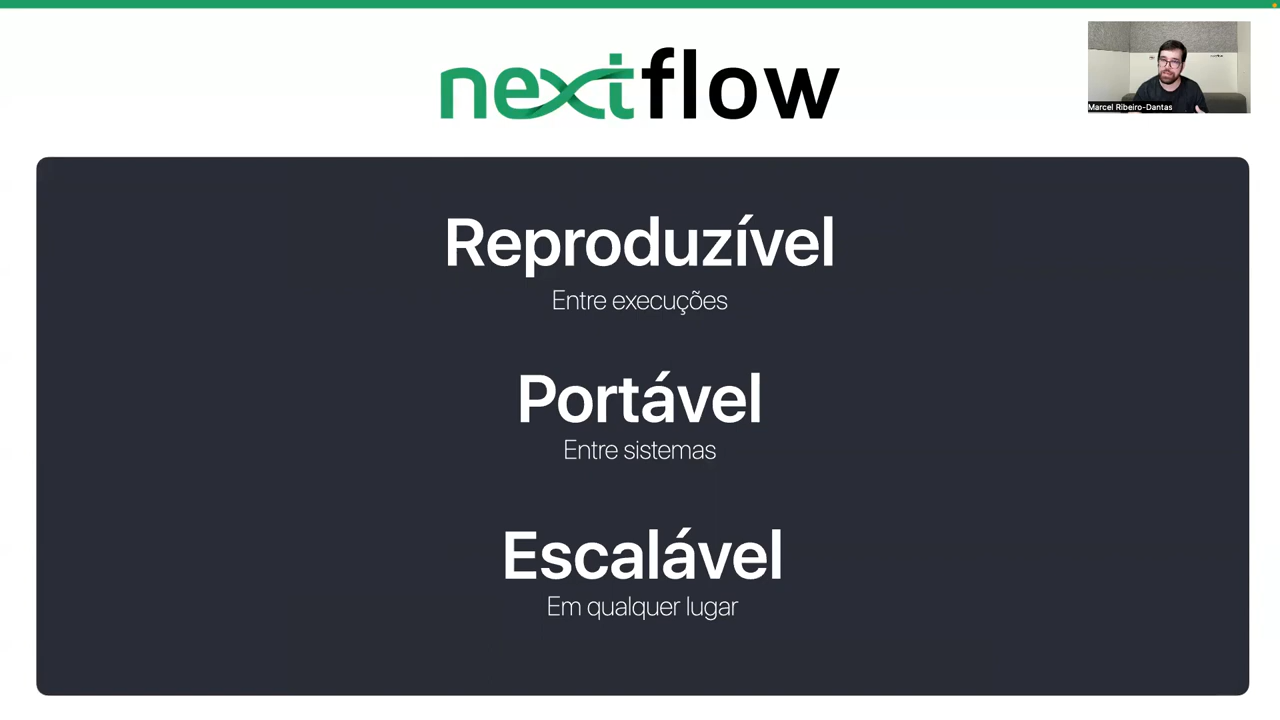 nextflow
Marcel Ribeiro-Dantas
Reproduzível
Entre execuções
Portável
Entre sistemas
Escalável
Em qualquer lugar